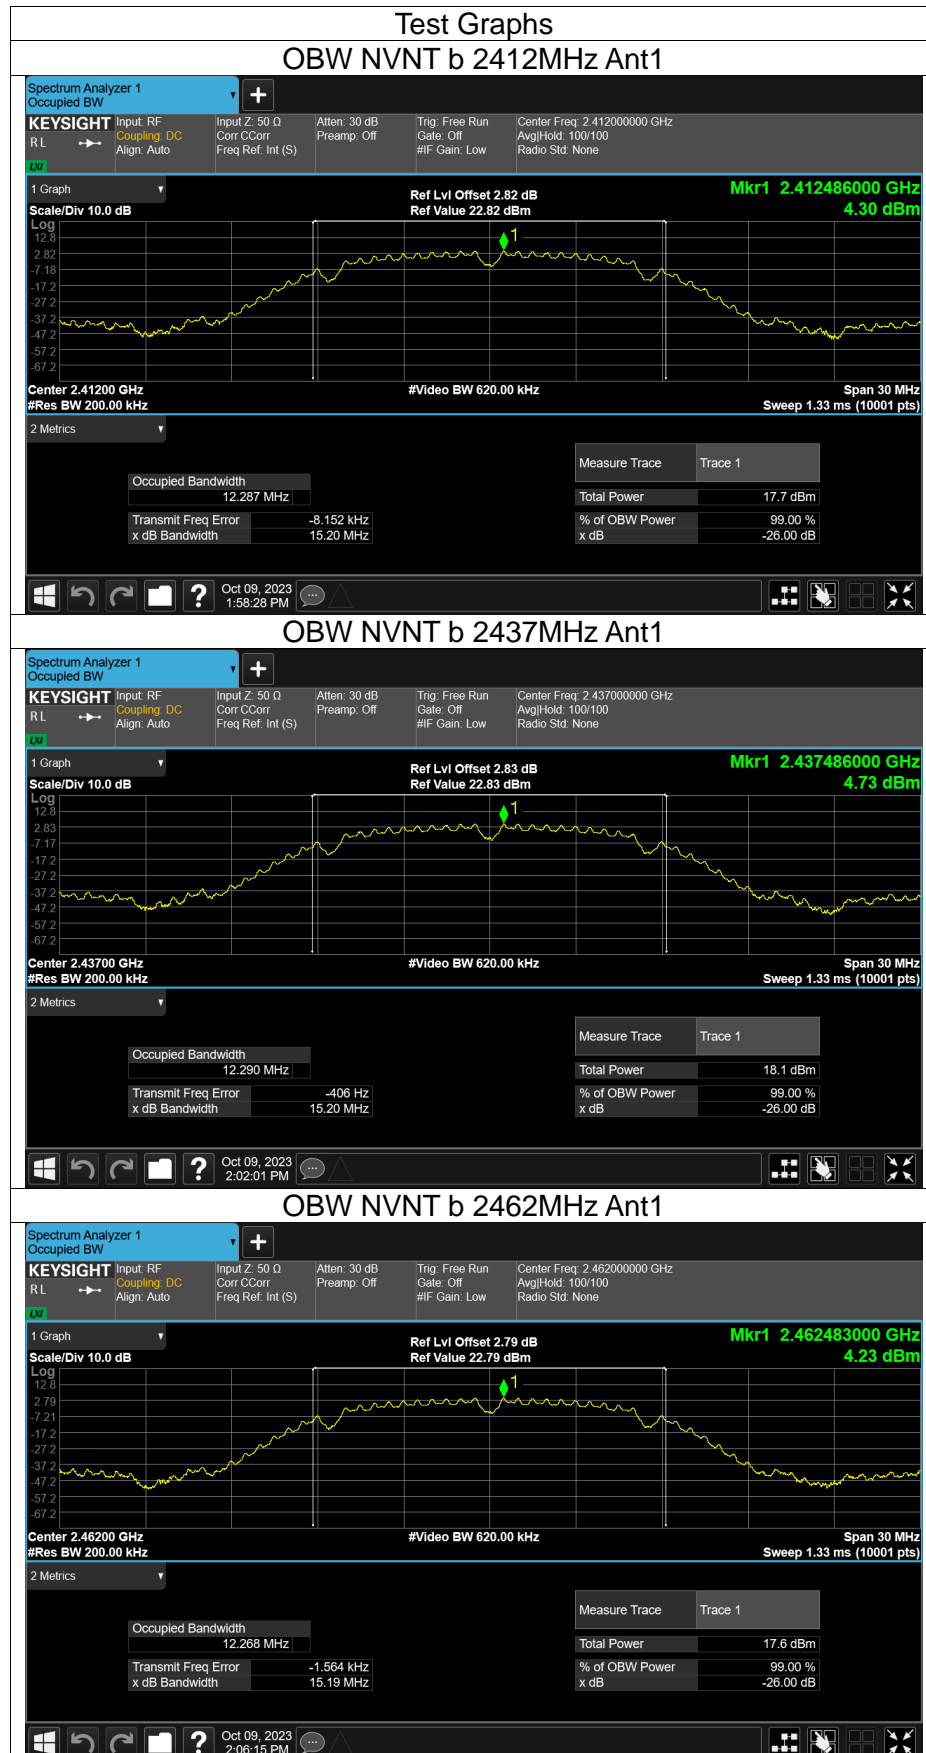 Test Graphs
OBW NVNT b 2412MHz Ant1
Spectrum Analyzer 1
Occupied BW
+
KEYSIGHT Input: RF Input Z: 50 Ω Atten: 30 dB Trig: Free Run Center Freq: 2.412000000 GHz
RL Coupling: DC Corr CCorr Preamp: Off Gate: Off Avg|Hold: 100/100
Align: Auto Freq Ref: Int (S) #IF Gain: Low Radio Std: None
LXI
1 Graph Ref Lvl Offset 2.82 dB Mkr1 2.412486000 GHz
Scale/Div 10.0 dB Ref Value 22.82 dBm 4.30 dBm
Log
1
12.8
2.82
-7.18
-17.2
-27.2
-37.2
-47.2
-57.2
-67.2
Center 2.41200 GHz #Video BW 620.00 kHz Span 30 MHz
#Res BW 200.00 kHz Sweep 1.33 ms (10001 pts)
2 Metrics
Measure Trace Trace 1
Occupied Bandwidth
12.287 MHz Total Power 17.7 dBm
Transmit Freq Error -8.152 kHz % of OBW Power 99.00 %
x dB Bandwidth 15.20 MHz x dB -26.00 dB
? Oct 09, 2023
1:58:28 PM
OBW NVNT b 2437MHz Ant1
Spectrum Analyzer 1
Occupied BW
+
KEYSIGHT Input: RF Input Z: 50 Ω Atten: 30 dB Trig: Free Run Center Freq: 2.437000000 GHz
RL Coupling: DC Corr CCorr Preamp: Off Gate: Off Avg|Hold: 100/100
Align: Auto Freq Ref: Int (S) #IF Gain: Low Radio Std: None
LXI
1 Graph Ref Lvl Offset 2.83 dB Mkr1 2.437486000 GHz
Scale/Div 10.0 dB Ref Value 22.83 dBm 4.73 dBm
Log
1
12.8
2.83
-7.17
-17.2
-27.2
-37.2
-47.2
-57.2
-67.2
Center 2.43700 GHz #Video BW 620.00 kHz Span 30 MHz
#Res BW 200.00 kHz Sweep 1.33 ms (10001 pts)
2 Metrics
Measure Trace Trace 1
Occupied Bandwidth
12.290 MHz Total Power 18.1 dBm
Transmit Freq Error -406 Hz % of OBW Power 99.00 %
x dB Bandwidth 15.20 MHz x dB -26.00 dB
? Oct 09, 2023
2:02:01 PM
OBW NVNT b 2462MHz Ant1
Spectrum Analyzer 1
Occupied BW
+
KEYSIGHT Input: RF Input Z: 50 Ω Atten: 30 dB Trig: Free Run Center Freq: 2.462000000 GHz
RL Coupling: DC Corr CCorr Preamp: Off Gate: Off Avg|Hold: 100/100
Align: Auto Freq Ref: Int (S) #IF Gain: Low Radio Std: None
LXI
1 Graph Ref Lvl Offset 2.79 dB Mkr1 2.462483000 GHz
Scale/Div 10.0 dB Ref Value 22.79 dBm 4.23 dBm
Log
1
12.8
2.79
-7.21
-17.2
-27.2
-37.2
-47.2
-57.2
-67.2
Center 2.46200 GHz #Video BW 620.00 kHz Span 30 MHz
#Res BW 200.00 kHz Sweep 1.33 ms (10001 pts)
2 Metrics
Measure Trace Trace 1
Occupied Bandwidth
12.268 MHz Total Power 17.6 dBm
Transmit Freq Error -1.564 kHz % of OBW Power 99.00 %
x dB Bandwidth 15.19 MHz x dB -26.00 dB
? Oct 09, 2023
2:06:15 PM